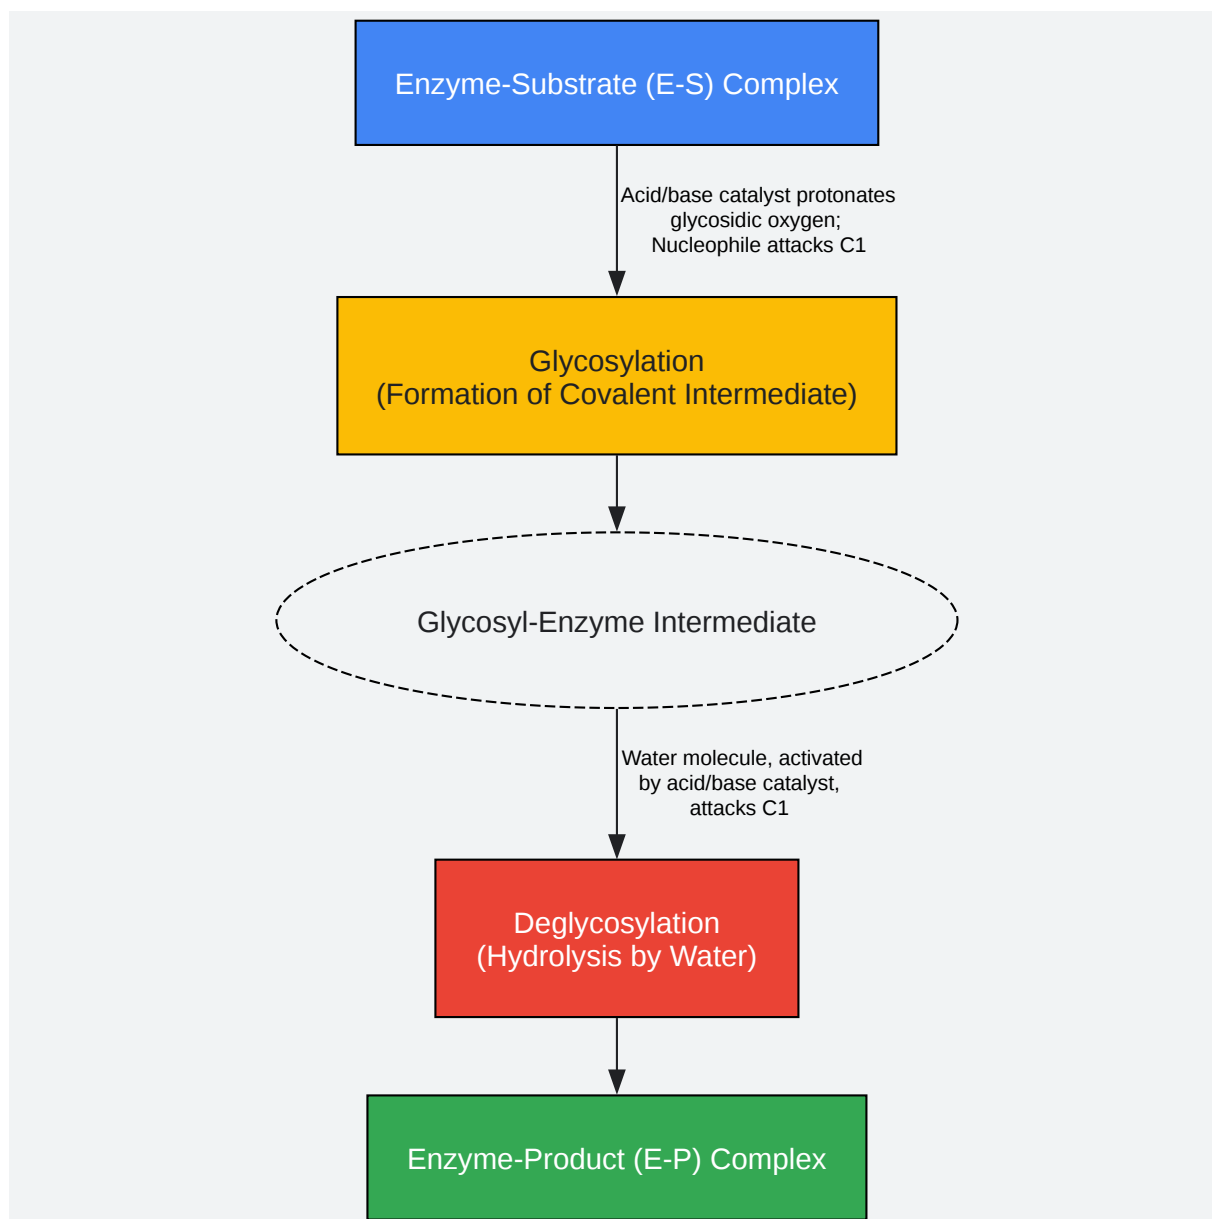 Enzyme-Substrate (E-S) Complex
Acid/base catalyst protonates
glycosidic oxygen;
Nucleophile attacks C1
Glycosylation
(Formation of Covalent Intermediate)
Glycosyl-Enzyme Intermediate
Water molecule, activated
by acid/base catalyst,
attacks C1
Deglycosylation
(Hydrolysis by Water)
Enzyme-Product (E-P) Complex